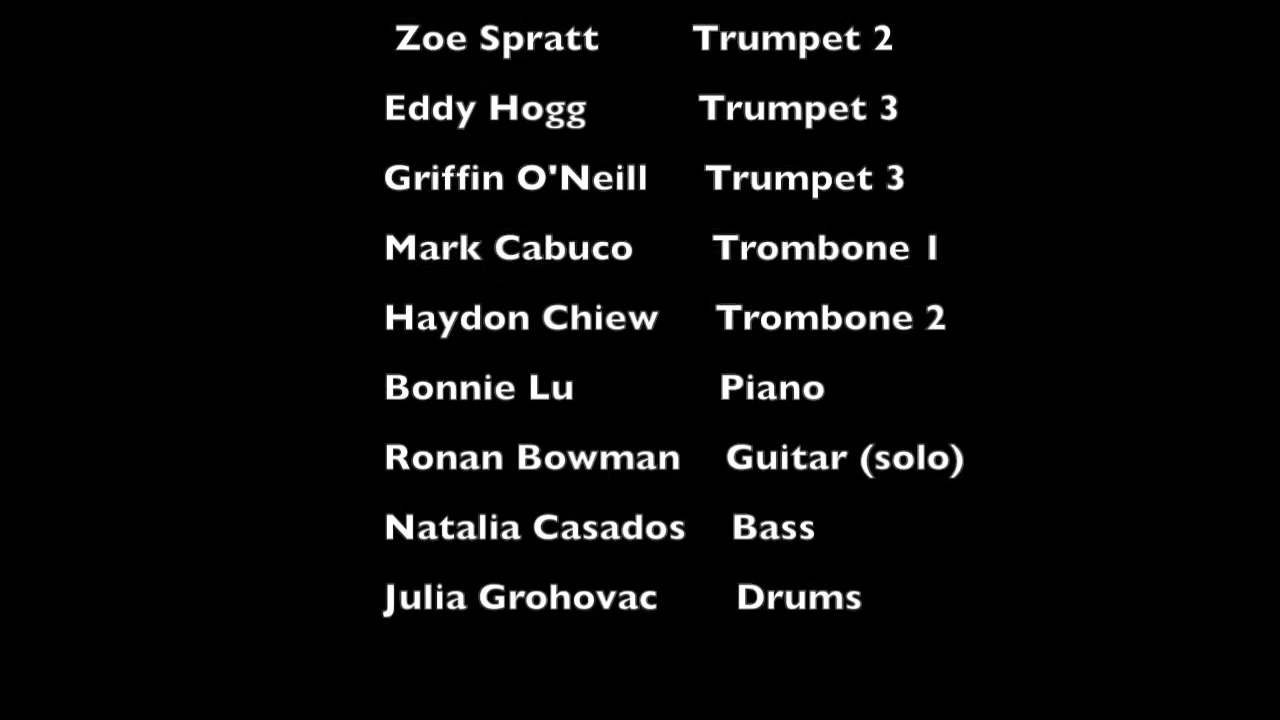 Zoe Spratt Trumpet 2
Eddy Hogg Trumpet 3
Griffin O'Neill Trumpet 3
Mark Cabuco Trombone 1
Haydon Chiew Trombone 2
Bonnie Lu Piano
Ronan Bowman Guitar (solo)
Natalia Casados Bass
Julia Grohovac Drums